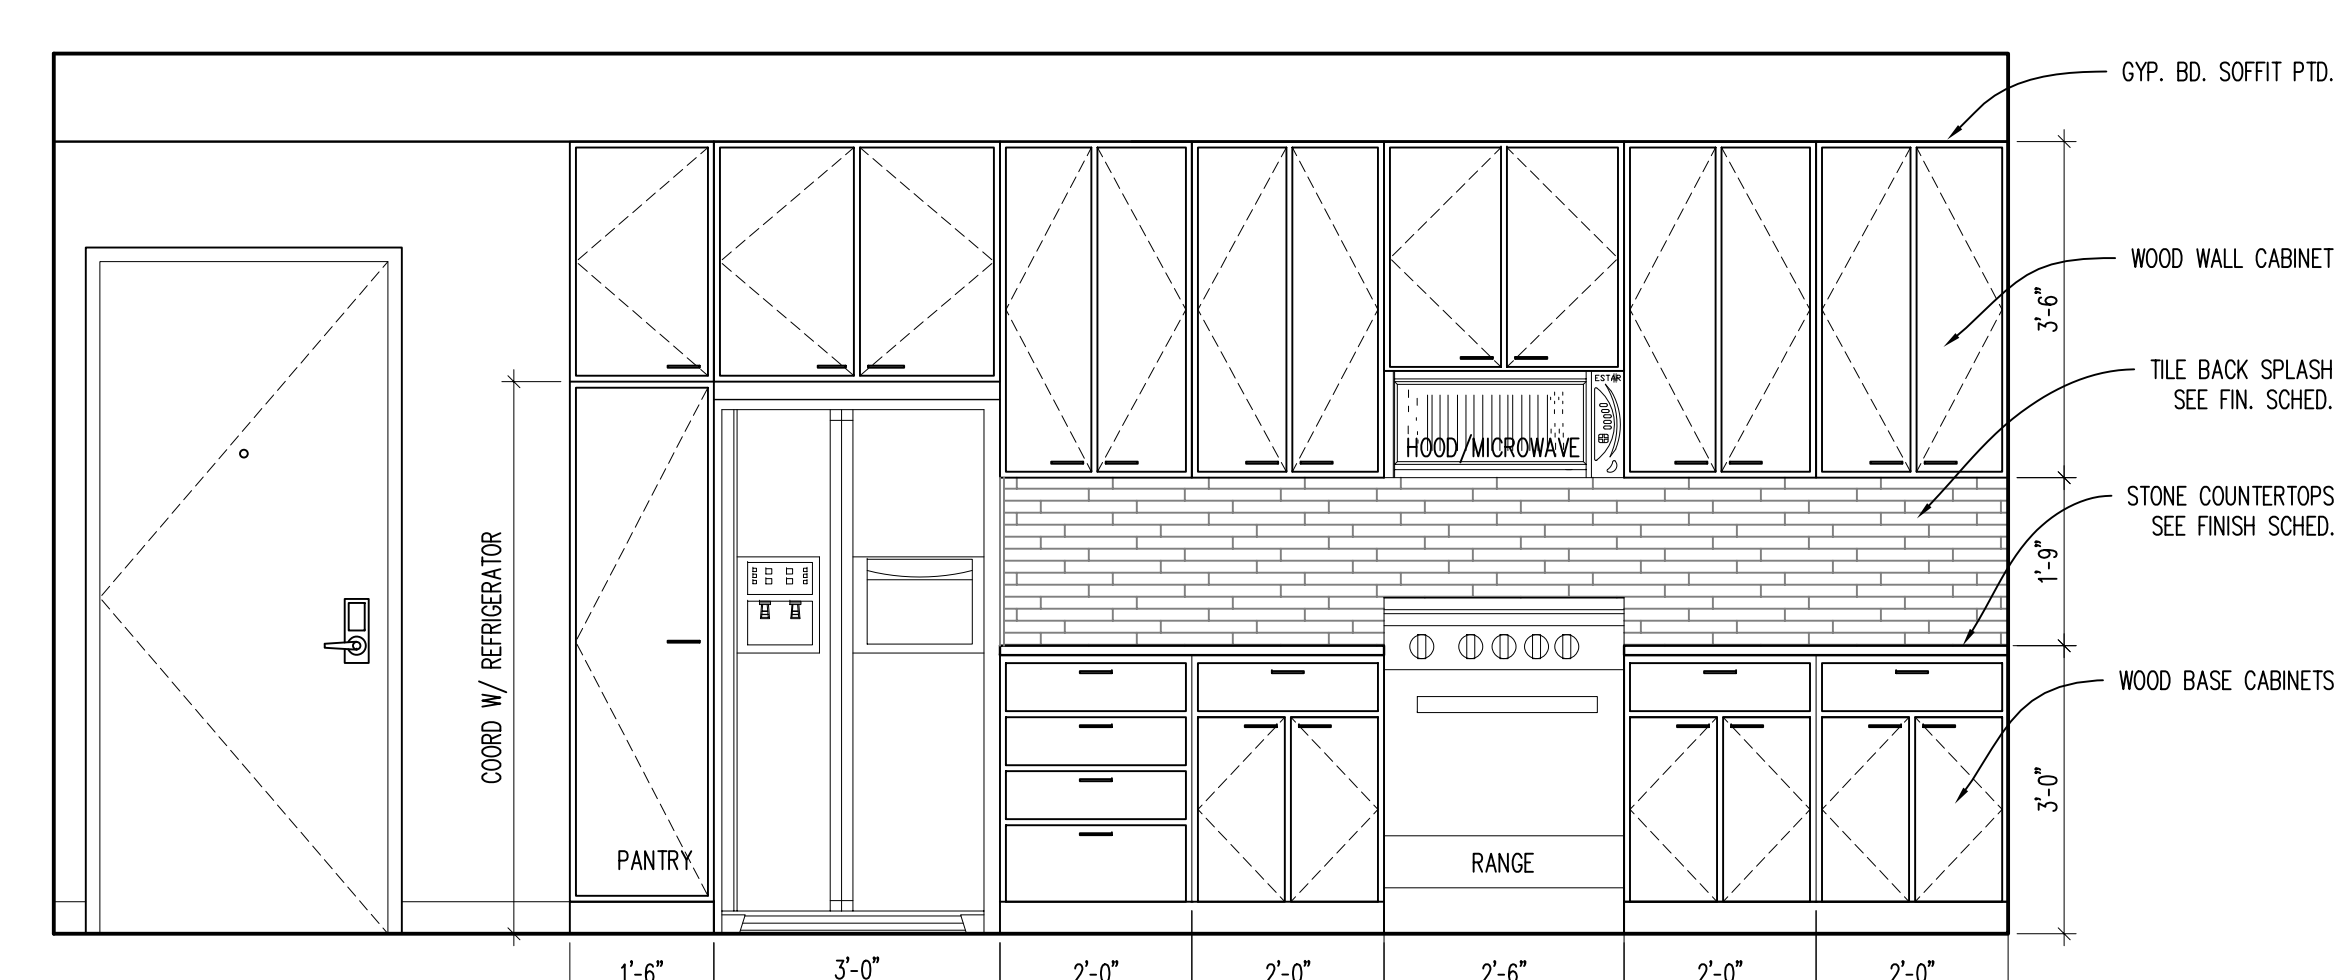 GYP. BD. SOFFIT PTD.
WOOD WALL CABINET
3'-6"
TILE BACK SPLASH
SEE FIN. SCHED.
ESTAR
HOOD/MICROWAVE
STONE COUNTERTOPS
SEE FINISH SCHED.
1'-9"
COORD W/ REFRIGERATOR
WOOD BASE CABINETS
3'-0"
PANTRY
RANGE
1'-6"
3'-0"
2'-0"
2'-0"
2'-6"
2'-0"
2'-0"